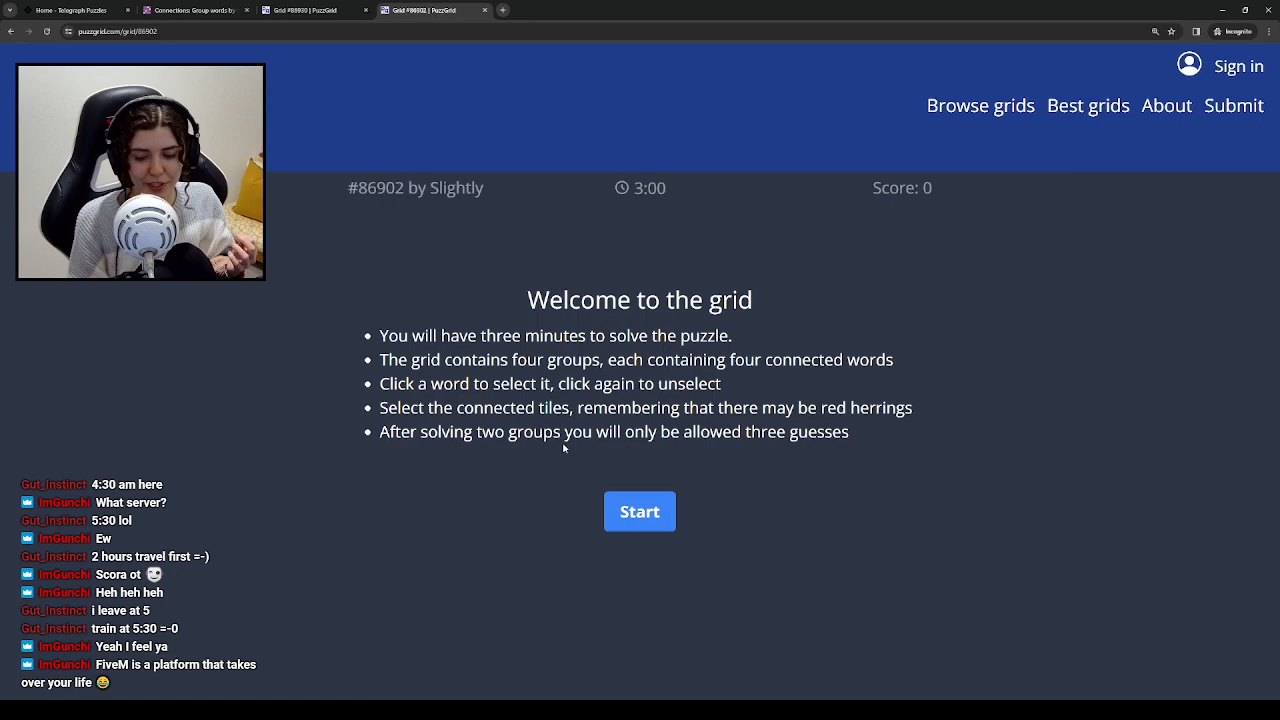 Home - Telegraph Puzzles
Connections: Group words by
Grid #86930 | PuzzGrid
Grid #86902 | PuzzGrid
puzzgrid.com/grid/86902
Incognito
Sign in
Browse grids Best grids About Submit
#86902 by Slightly 3:00 Score: 0
Welcome to the grid
• You will have three minutes to solve the puzzle.
• The grid contains four groups, each containing four connected words
• Click a word to select it, click again to unselect
• Select the connected tiles, remembering that there may be red herrings
• After solving two groups you will only be allowed three guesses
Start
Gut_Instinct 4:30 am here
ImGunchi What server?
Gut_Instinct 5:30 lol
ImGunchi Ew
Gut_Instinct 2 hours travel first =-)
ImGunchi Scora ot
ImGunchi Heh heh heh
Gut_Instinct i leave at 5
Gut_Instinct train at 5:30 =-0
ImGunchi Yeah I feel ya
ImGunchi FiveM is a platform that takes
over your life 😂